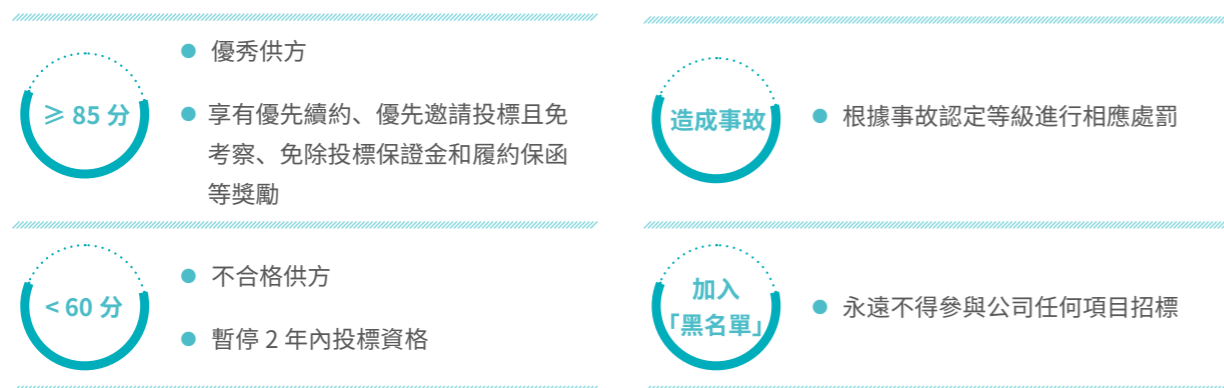 ≥ 85 分
優秀供方
享有優先續約、優先邀請投標且免
考察、免除投標保證金和履約保函
等獎勵
< 60 分
不合格供方
暫停 2 年內投標資格
造成事故
根據事故認定等級進行相應處罰
加入
「黑名單」
永遠不得參與公司任何項目招標